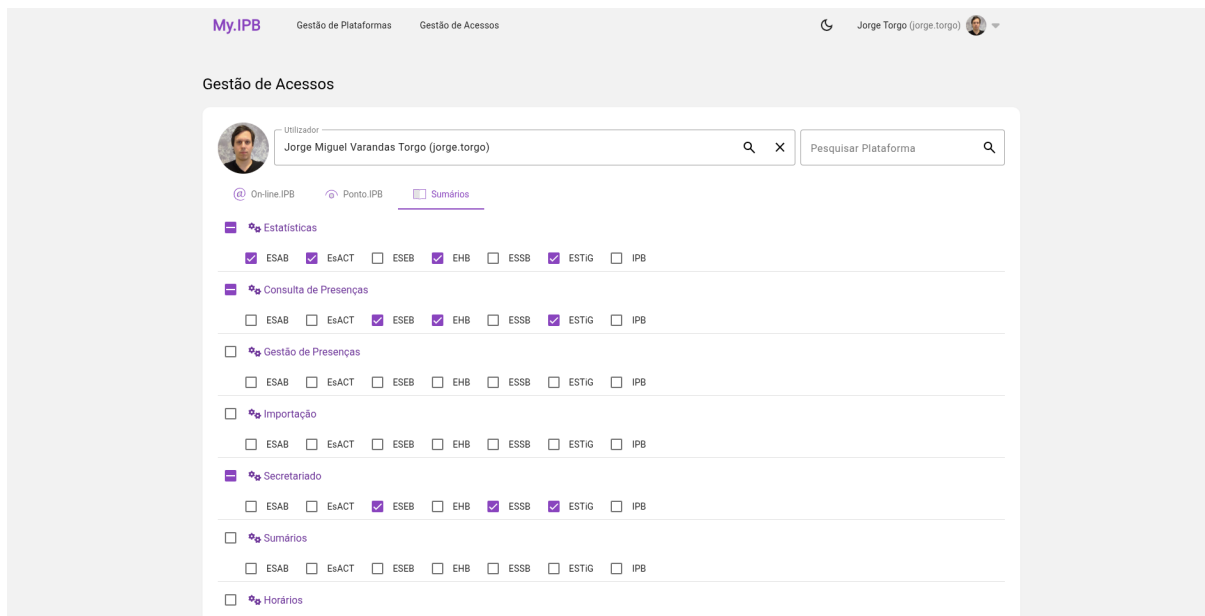 My.IPB Gestão de Plataformas Gestão de Acessos Jorge Torgo (jorge.torgo)
Gestão de Acessos
Utilizador
Jorge Miguel Varandas Torgo (jorge.torgo) Pesquisar Plataforma
@ On-line.IPB Ponto.IPB Sumários
Estatísticas
ESAB EsACT ESEB EHB ESSB ESTiG IPB
Consulta de Presenças
ESAB EsACT ESEB EHB ESSB ESTiG IPB
Gestão de Presenças
ESAB EsACT ESEB EHB ESSB ESTiG IPB
Importação
ESAB EsACT ESEB EHB ESSB ESTiG IPB
Secretariado
ESAB EsACT ESEB EHB ESSB ESTiG IPB
Sumários
ESAB EsACT ESEB EHB ESSB ESTiG IPB
Horários